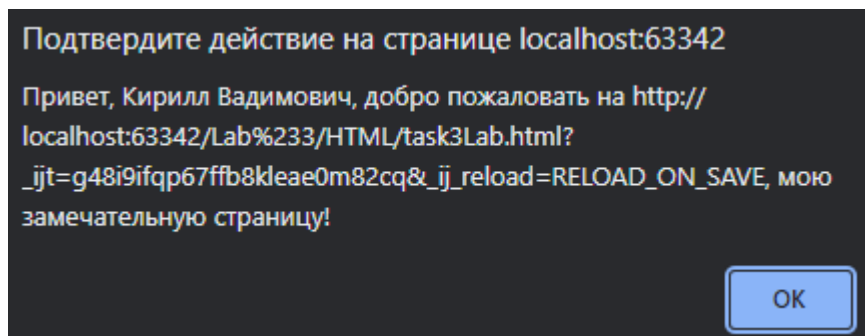 Подтвердите действие на странице localhost:63342
Привет, Кирилл Вадимович, добро пожаловать на http://
localhost:63342/Lab%233/HTML/task3Lab.html?
_ijt=g48i9ifqp67ffb8kleae0m82cq&_ij_reload=RELOAD_ON_SAVE, мою
замечательную страницу!
ОК